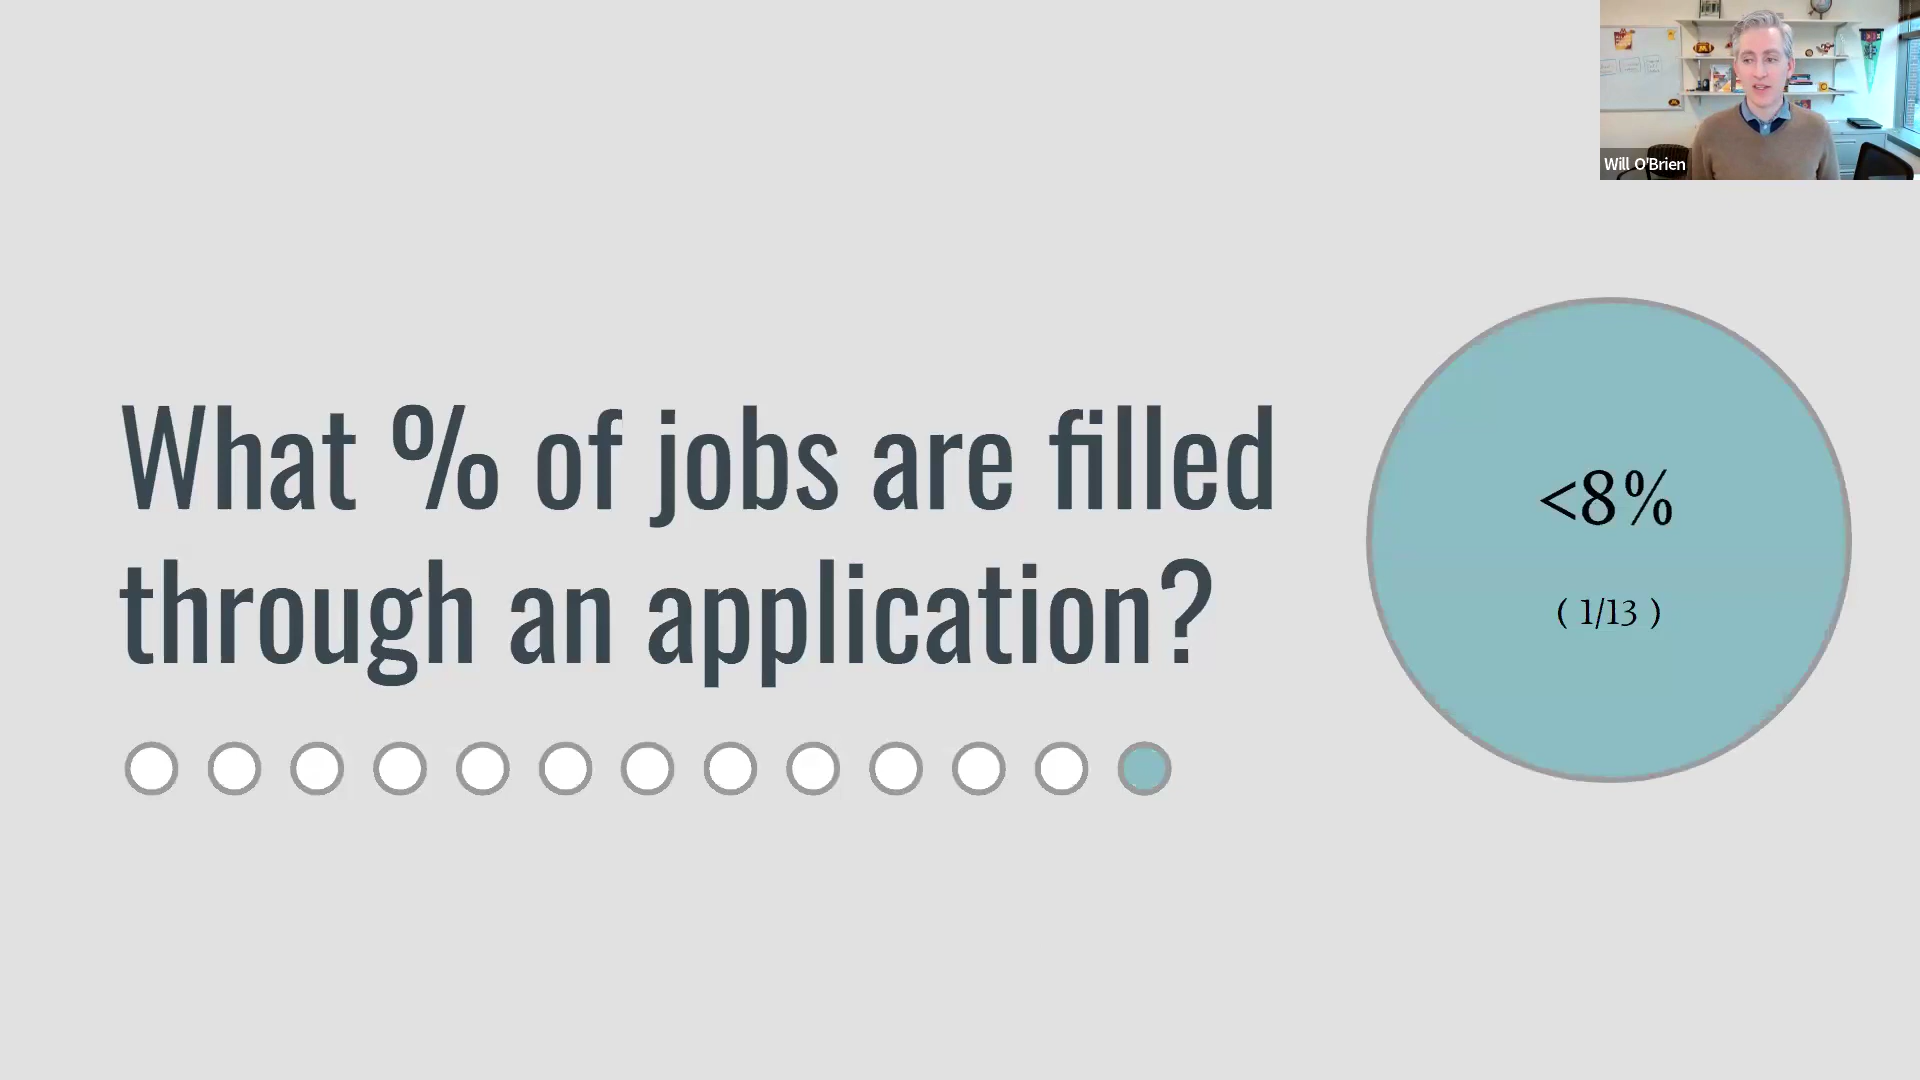 Will O'Brien
What % of jobs are filled
through an application?
<8%
( 1/13 )